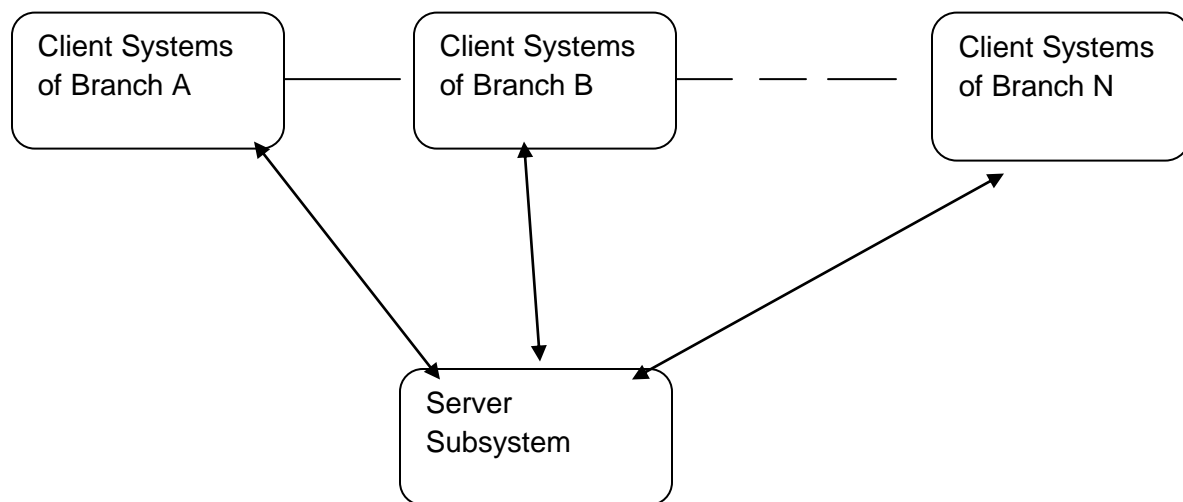 Client Systems
of Branch A
Client Systems
of Branch B
Client Systems
of Branch N
Server
Subsystem